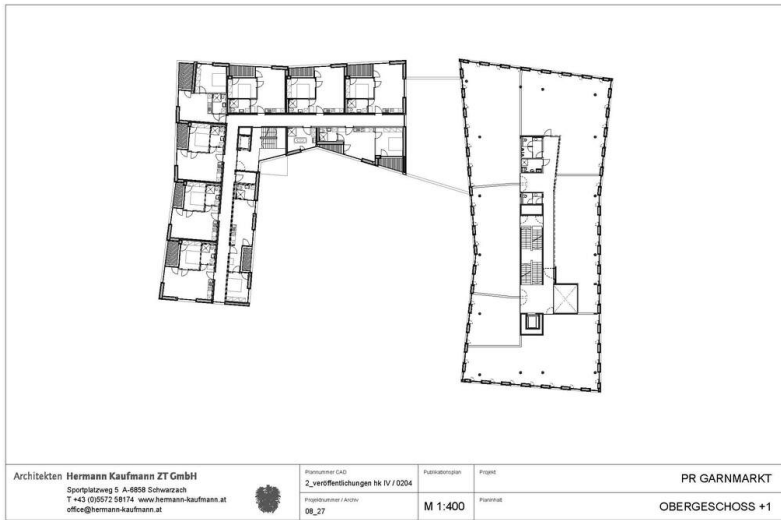 Architekten Hermann Kaufmann ZT GmbH
Sportplatzweg 5 A-6858 Schwarzach
T +43 (0)5572 58174 www.hermann-kaufmann.at
office@hermann-kaufmann.at
Plannummer CAD
2_veröffentlichungen hk IV / 0204
Projektnummer / Archiv
08_27
Publikationsplan
M 1:400
Projekt
PR GARNMARKT
Planinhalt
OBERGESCHOSS +1